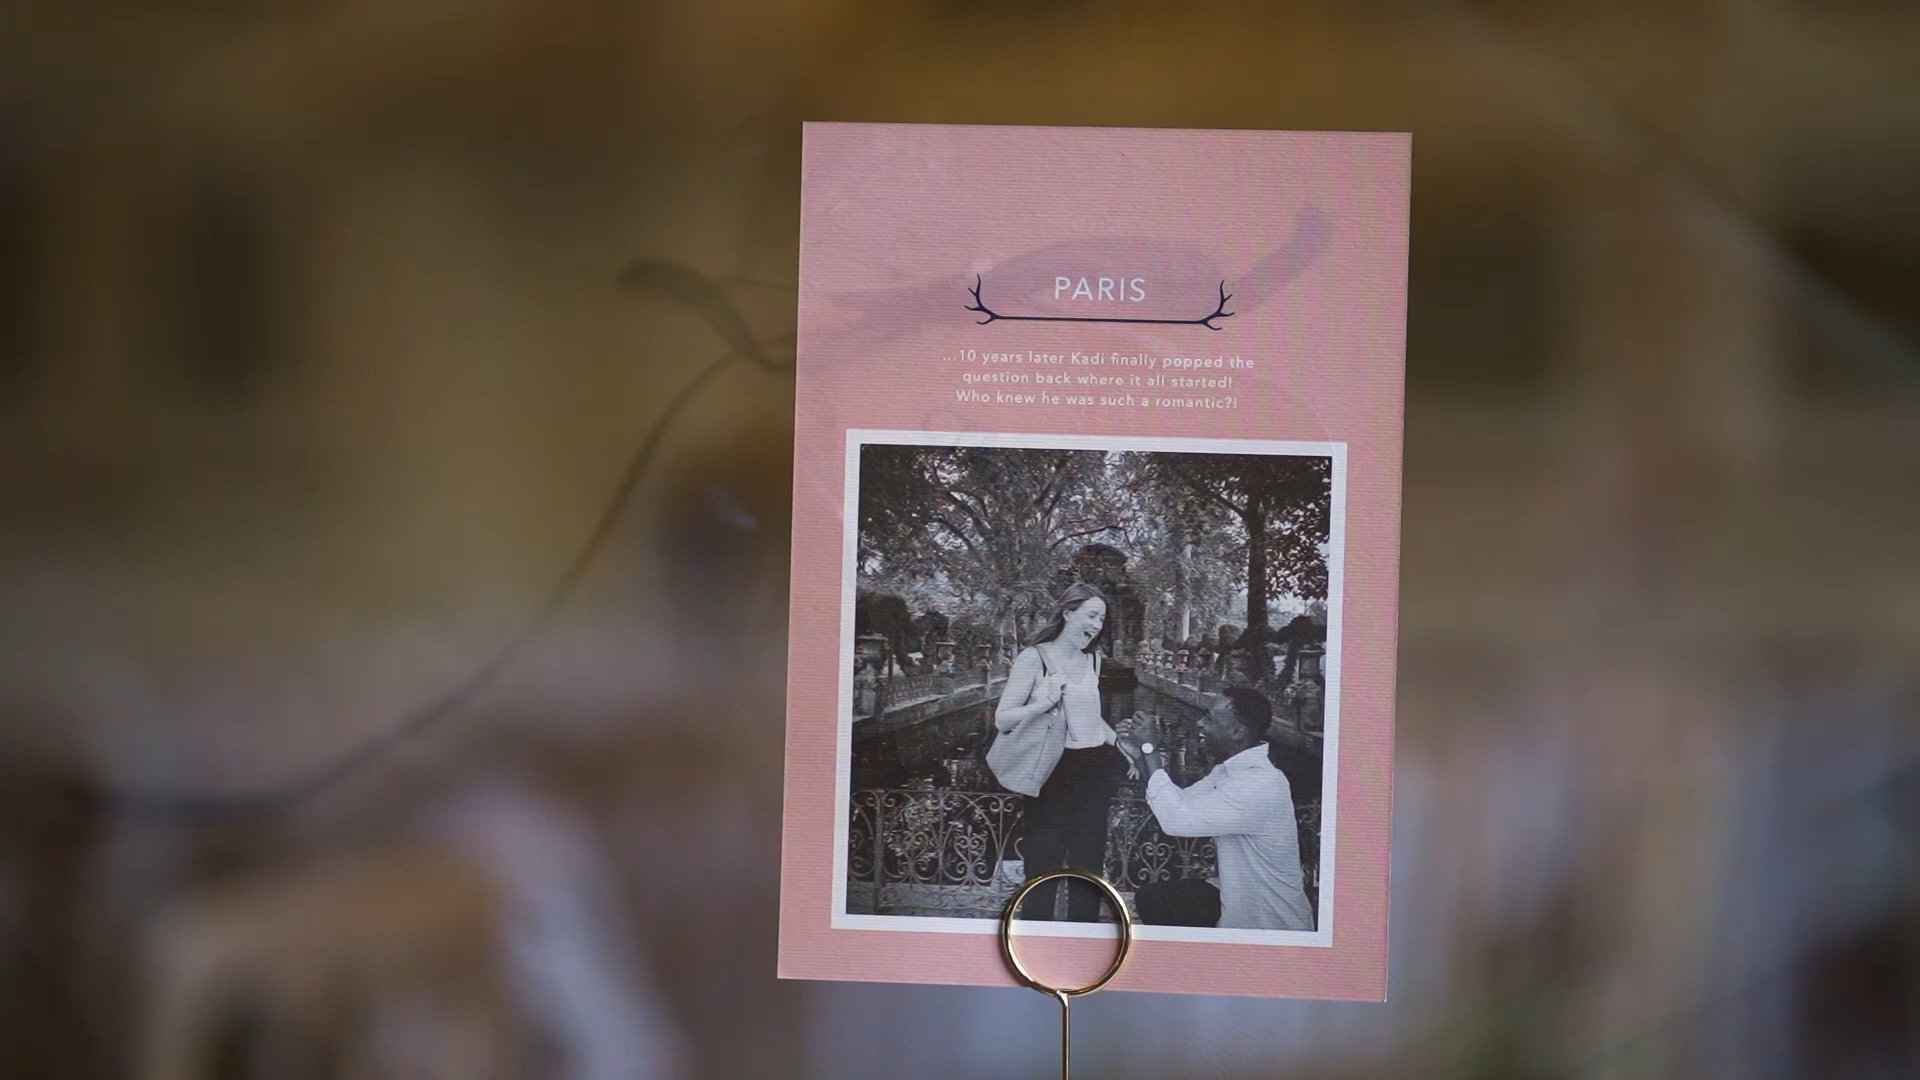 PARIS
...10 years later Kadi finally popped the
question back where it all started!
Who knew he was such a romantic?!